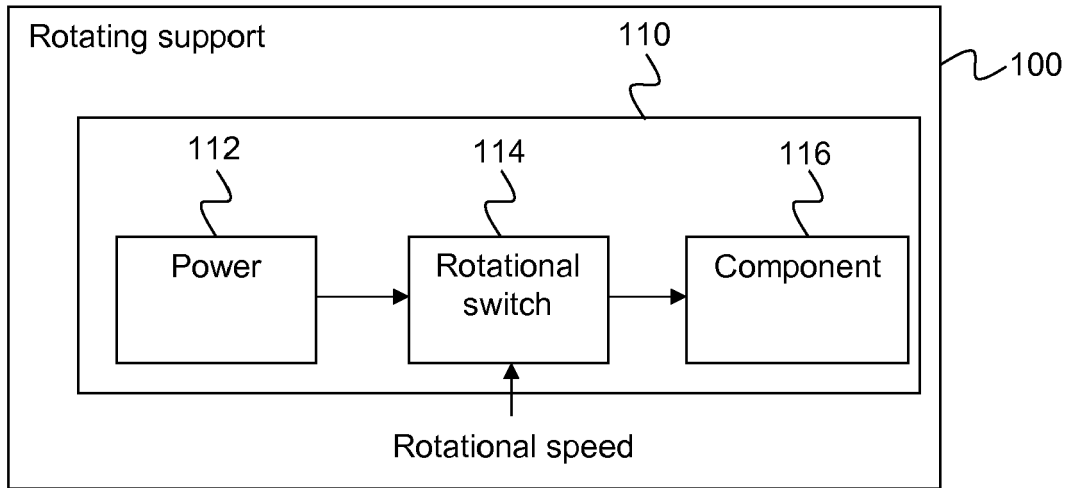 Rotating support
110
100
112
114
116
Power
Rotational
switch
Component
Rotational speed